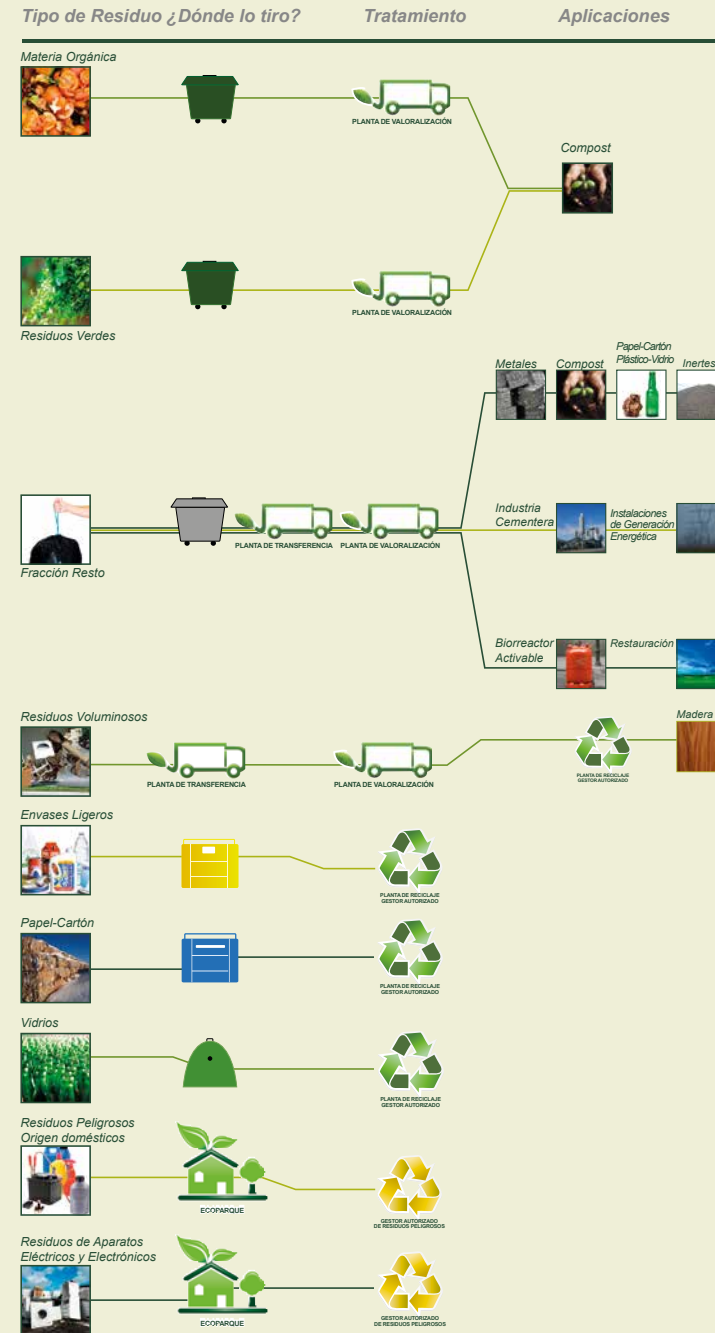 Tipo de Residuo ¿Dónde lo tiro? Tratamiento Aplicaciones
Materia Orgánica
PLANTA DE VALORALIZACIÓN
Compost
PLANTA DE VALORALIZACIÓN
Residuos Verdes
Metales Compost Papel-Cartón Plástico-Vidrio Inertes
Industria Cementera
Instalaciones de Generación Energética
PLANTA DE TRANSFERENCIA PLANTA DE VALORALIZACIÓN
Fracción Resto
Biorreactor Activable
Restauración
Residuos Voluminosos
Madera
PLANTA DE TRANSFERENCIA PLANTA DE VALORALIZACIÓN
PLANTA DE RECICLAJE
GESTOR AUTORIZADO
Envases Ligeros
PLANTA DE RECICLAJE
GESTOR AUTORIZADO
Papel-Cartón
PLANTA DE RECICLAJE
GESTOR AUTORIZADO
Vidrios
PLANTA DE RECICLAJE
GESTOR AUTORIZADO
Residuos Peligrosos
Origen domésticos
ECOPARQUE
GESTOR AUTORIZADO
DE RESIDUOS PELIGROSOS
Residuos de Aparatos
Eléctricos y Electrónicos
ECOPARQUE
GESTOR AUTORIZADO
DE RESIDUOS PELIGROSOS